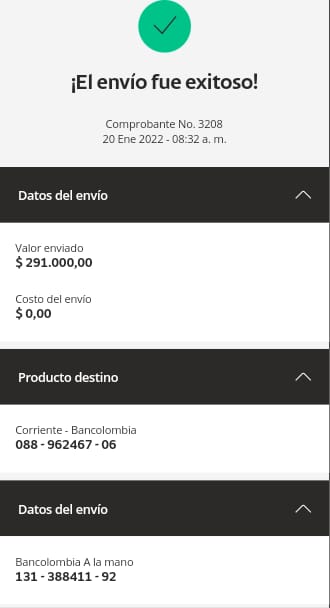 ¡El envío fue exitoso!
Comprobante No. 3208
20 Ene 2022 - 08:32 a. m.
Datos del envío
Valor enviado
$ 291.000,00
Costo del envío
$ 0,00
Producto destino
Corriente - Bancolombia
088 - 962467 - 06
Datos del envío
Bancolombia A la mano
131 - 388411 - 92